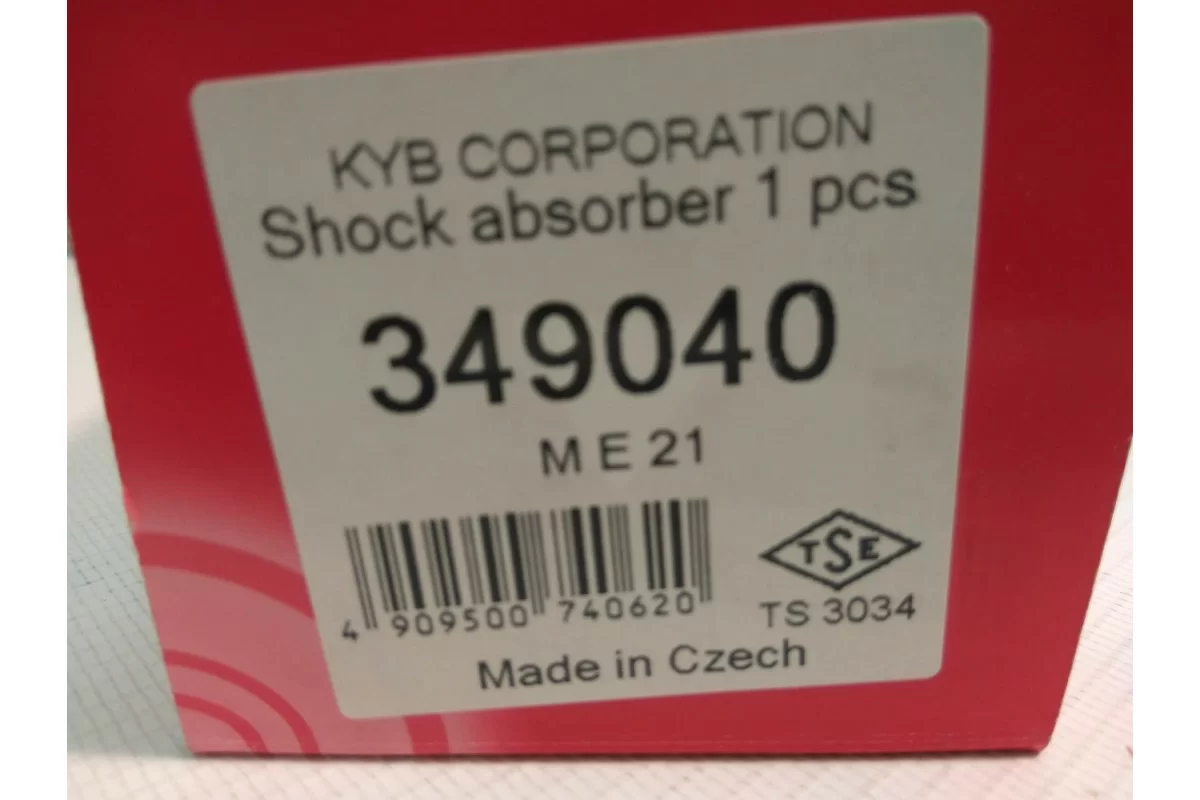 KYB CORPORATION
Shock absorber 1 pcs
349040
M E 21
TSE
4 909500 740620
TS 3034
Made in Czech